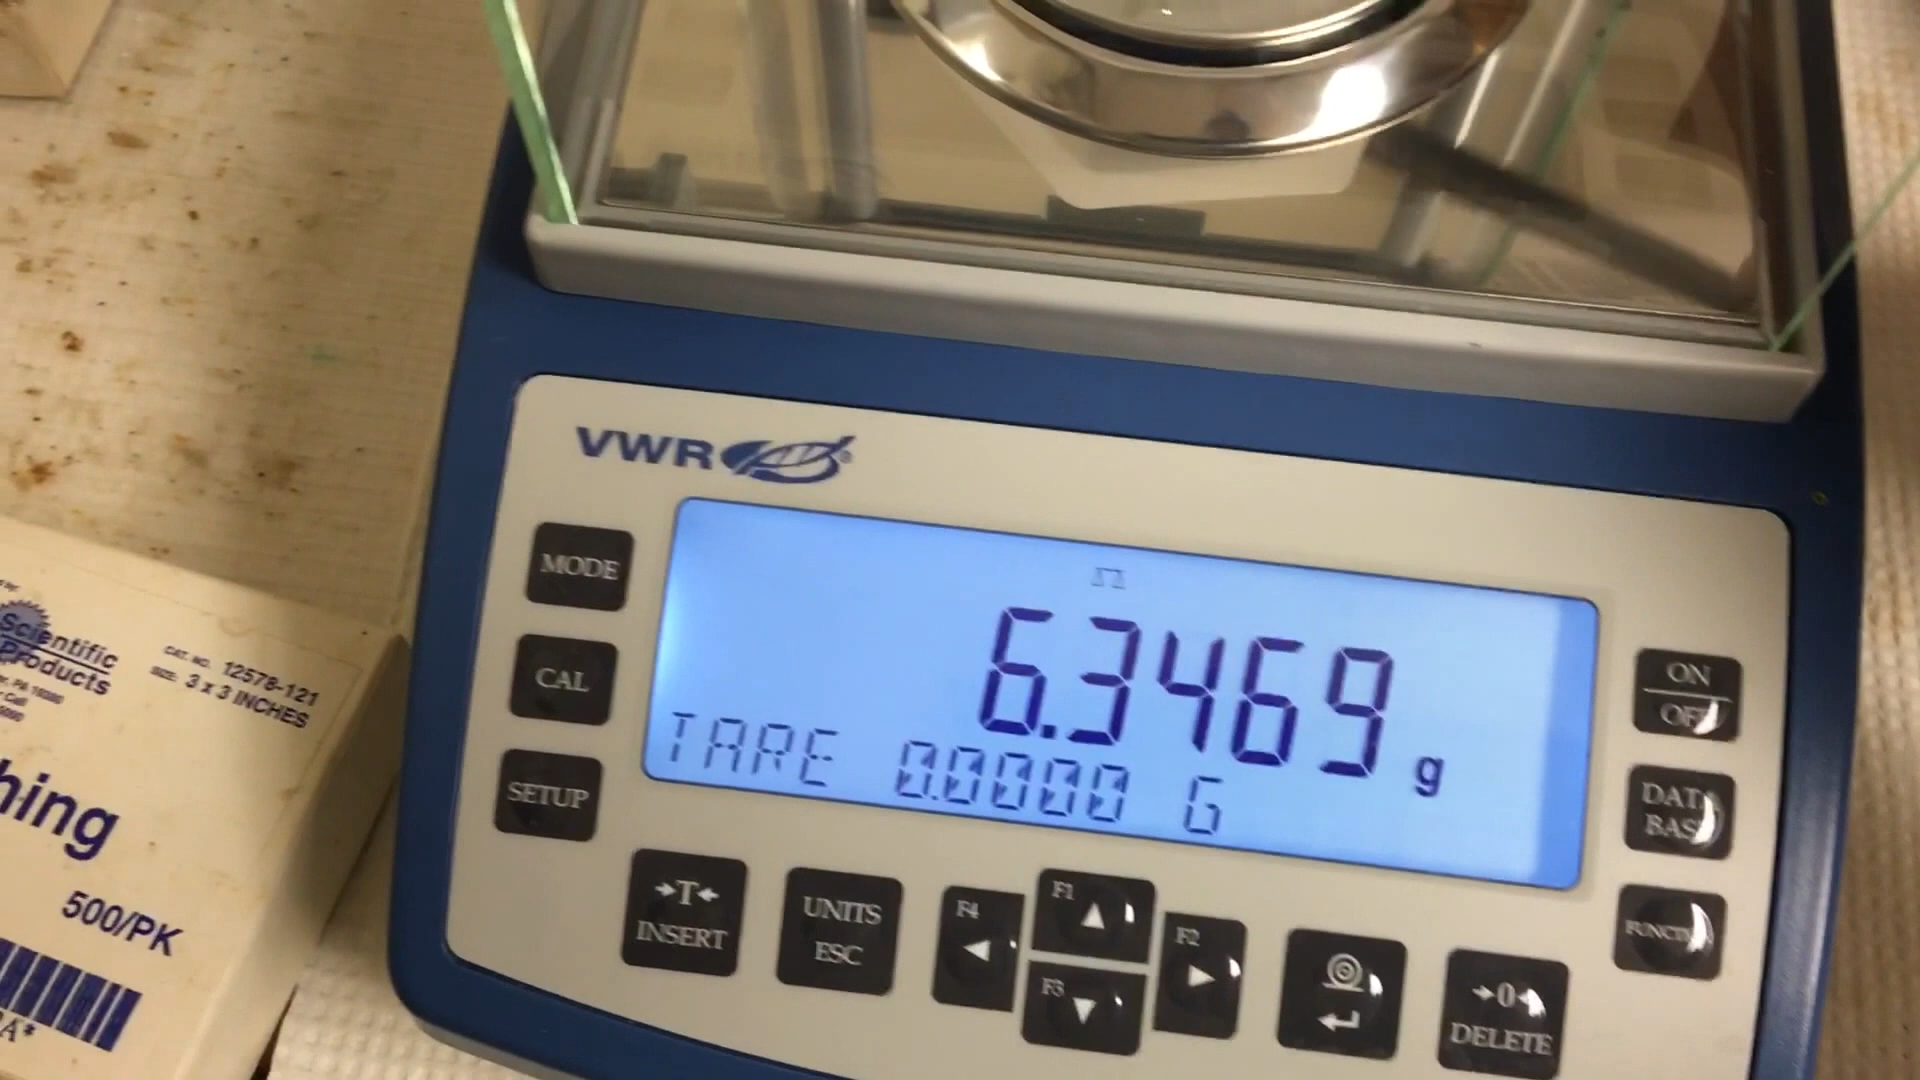 VWR
MODE
CAL
SETUP
6.3469 g
TARE 0.0000 G
ON
OFF
DATA
BASE
FUNCTION
T
INSERT
UNITS
ESC
F4
F1
F3
F2
0
DELETE
Scientific
Products
CAT. NO. 12578-121
SIZE: 3 x 3 INCHES
hing
500/PK
A*